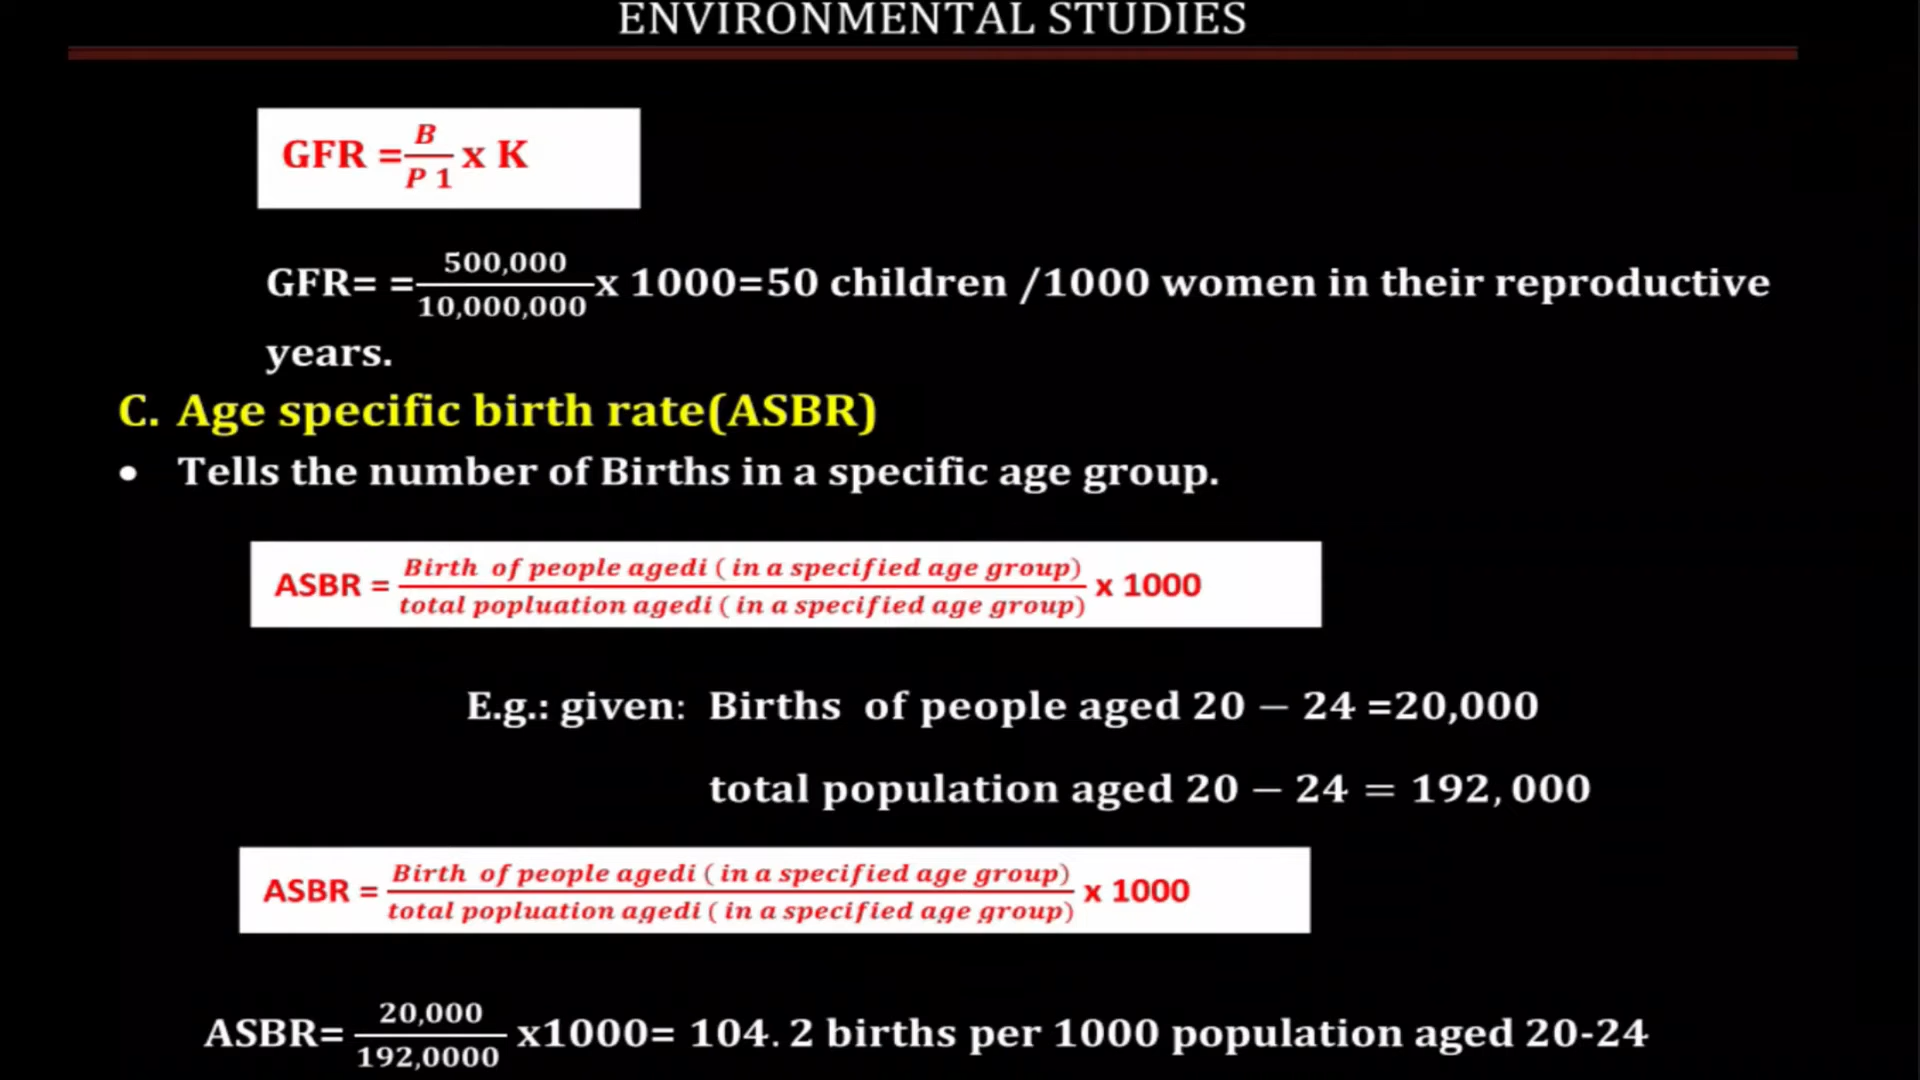 ENVIRONMENTAL STUDIES
GFR =B/P 1 x K
GFR= =500,000/10,000,000 x 1000=50 children /1000 women in their reproductive
years.
C. Age specific birth rate(ASBR)
• Tells the number of Births in a specific age group.
ASBR = Birth of people agedi ( in a specified age group)/total popluation agedi ( in a specified age group) x 1000
E.g.: given: Births of people aged 20 − 24 =20,000
total population aged 20 − 24 = 192, 000
ASBR = Birth of people agedi ( in a specified age group)/total popluation agedi ( in a specified age group) x 1000
ASBR= 20,000/192,0000 x1000= 104. 2 births per 1000 population aged 20-24